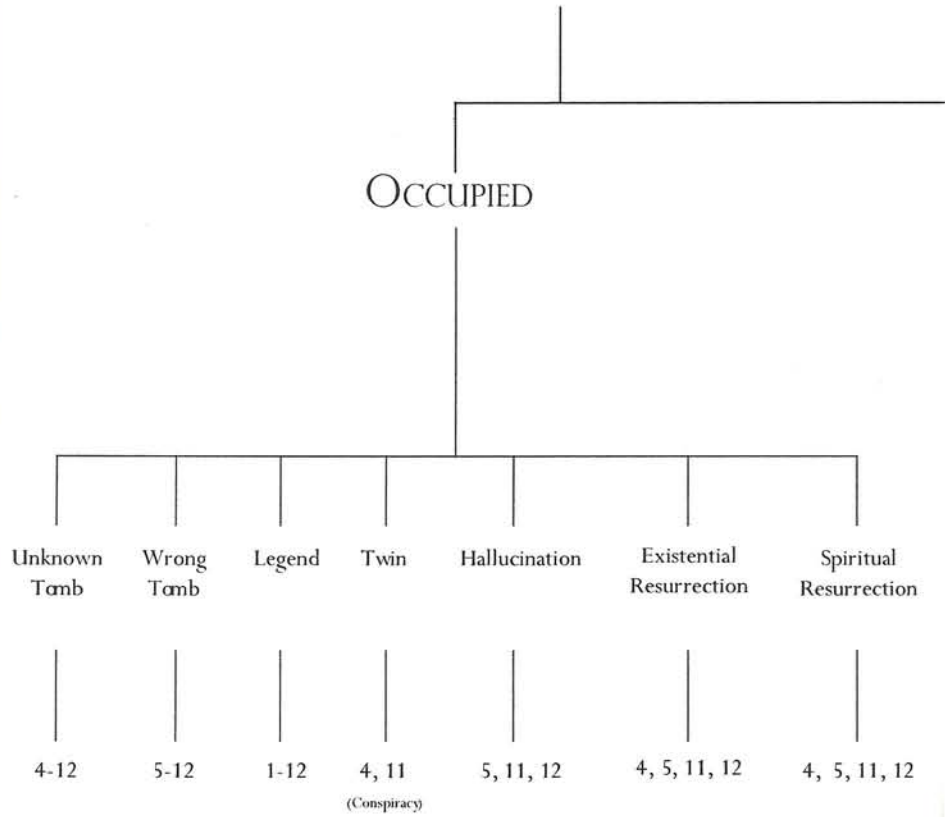 OCCUPIED
Unknown Tomb
Wrong Tomb
Legend
Twin
Hallucination
Existential Resurrection
Spiritual Resurrection
4-12
5-12
1-12
4, 11
(Conspiracy)
5, 11, 12
4, 5, 11, 12
4, 5, 11, 12